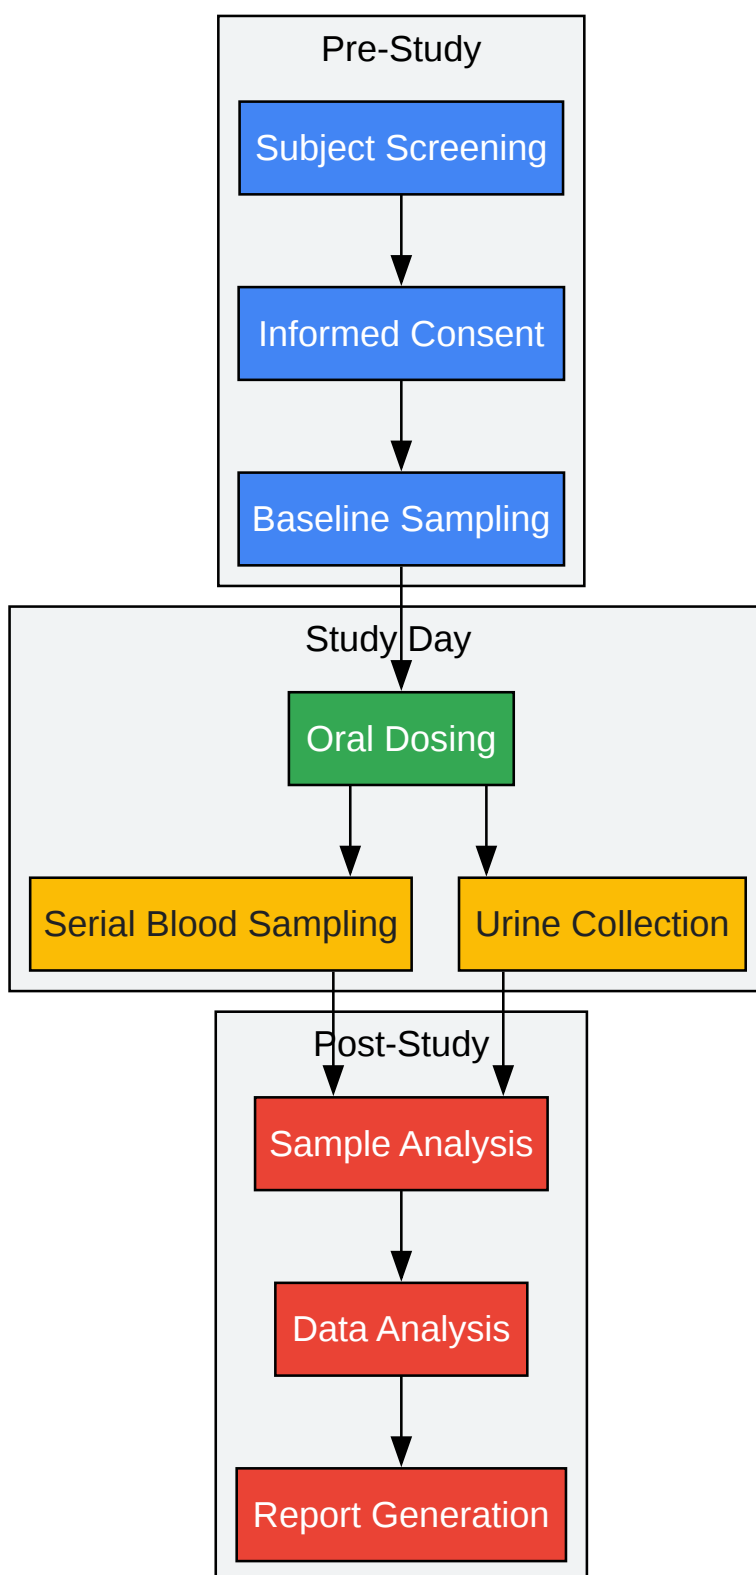 Pre-Study
Subject Screening
Informed Consent
Baseline Sampling
Study Day
Oral Dosing
Serial Blood Sampling
Urine Collection
Post-Study
Sample Analysis
Data Analysis
Report Generation